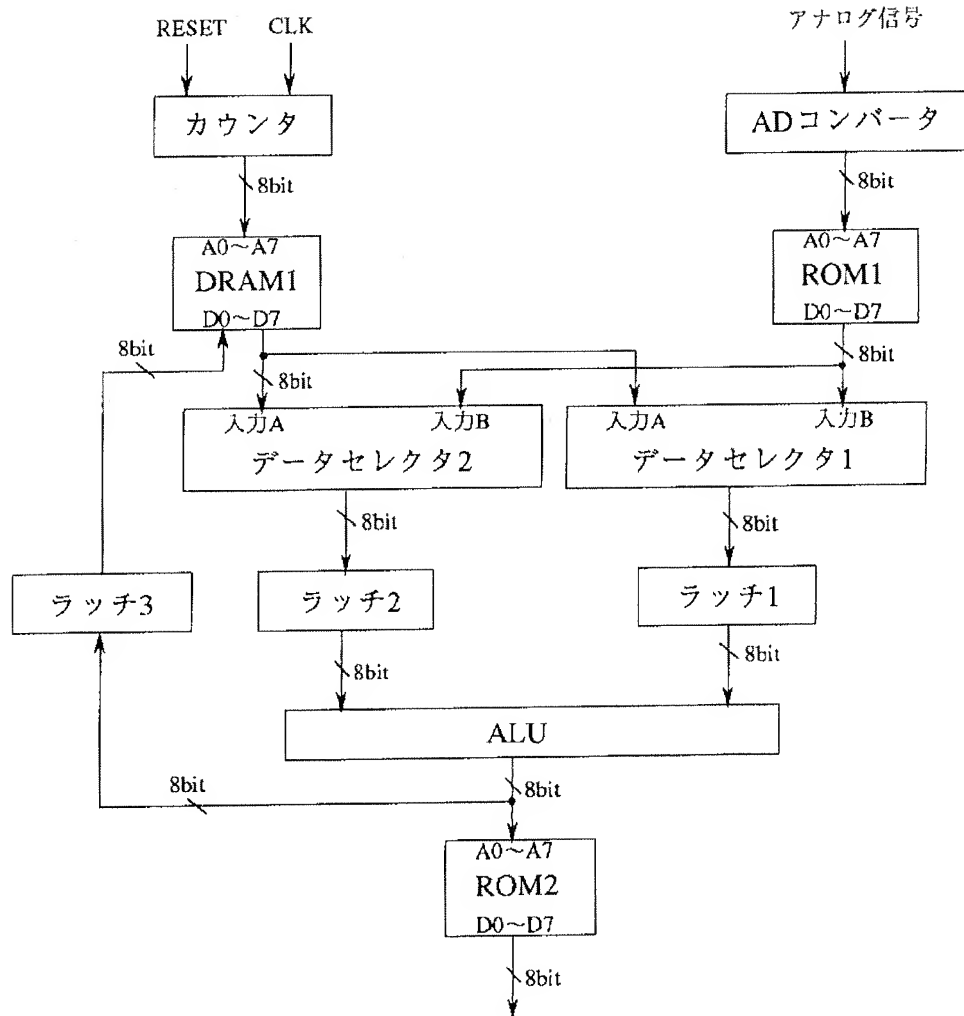 RESET CLK アナログ信号
カウンタ ADコンバータ
8bit 8bit
A0～A7 A0～A7
DRAM1 ROM1
D0～D7 D0～D7
8bit 8bit 8bit
入力A 入力B 入力A 入力B
データセレクタ2 データセレクタ1
8bit 8bit
ラッチ3 ラッチ2 ラッチ1
8bit 8bit
ALU
8bit 8bit
A0～A7
ROM2
D0～D7
8bit